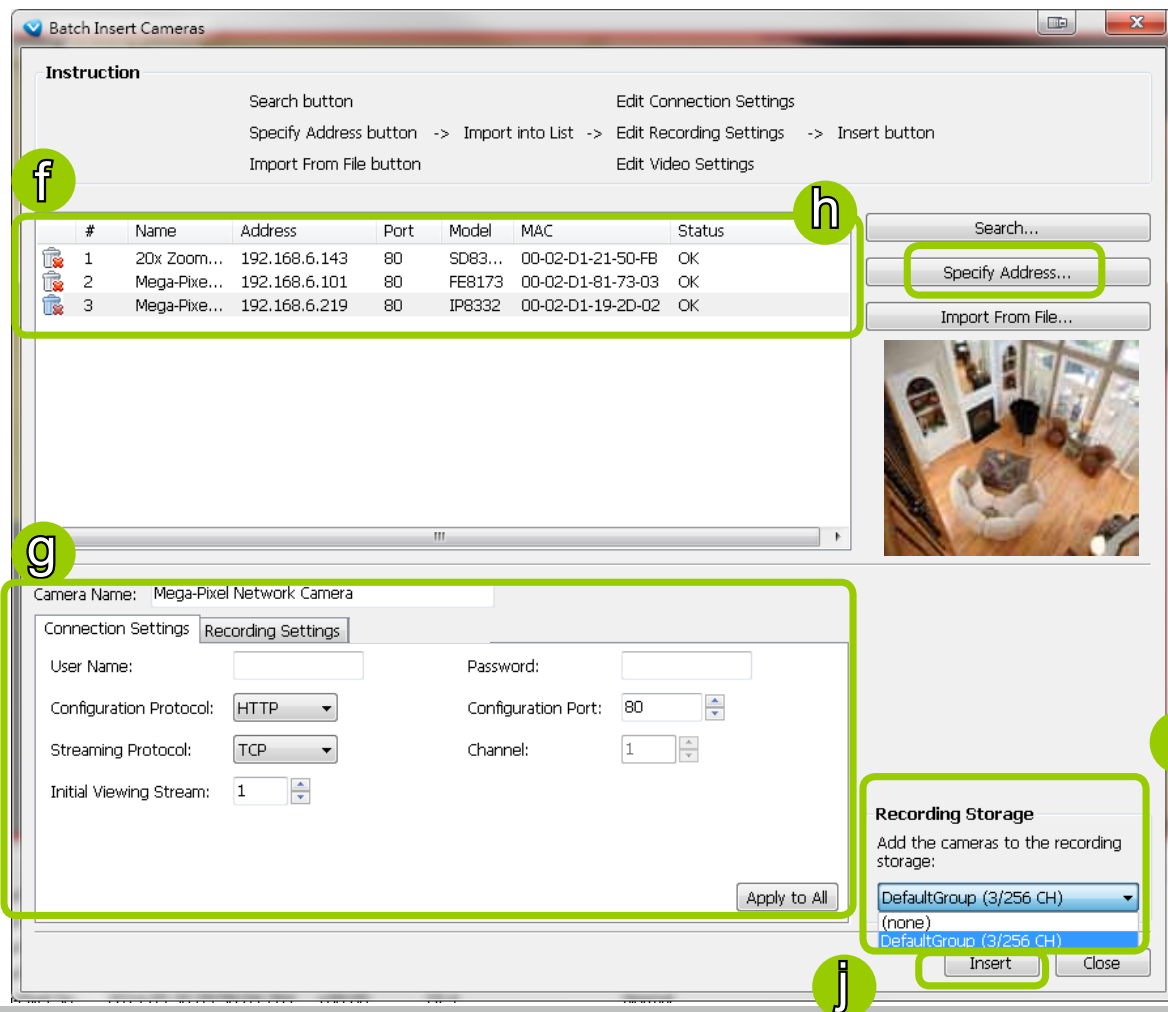 Batch Insert Cameras
Instruction
Search button
Edit Connection Settings
Specify Address button -> Import into List -> Edit Recording Settings -> Insert button
Import From File button
Edit Video Settings
f
h
# Name Address Port Model MAC Status
1 20x Zoom... 192.168.6.143 80 SD83... 00-02-D1-21-50-FB OK
2 Mega-Pixe... 192.168.6.101 80 FE8173 00-02-D1-81-73-03 OK
3 Mega-Pixe... 192.168.6.219 80 IP8332 00-02-D1-19-2D-02 OK
Search...
Specify Address...
Import From File...
g
Camera Name: Mega-Pixel Network Camera
Connection Settings Recording Settings
User Name: Password:
Configuration Protocol: HTTP Configuration Port: 80
Streaming Protocol: TCP Channel: 1
Initial Viewing Stream: 1
Apply to All
Recording Storage
Add the cameras to the recording
storage:
DefaultGroup (3/256 CH)
(none)
DefaultGroup (3/256 CH)
j
Insert Close